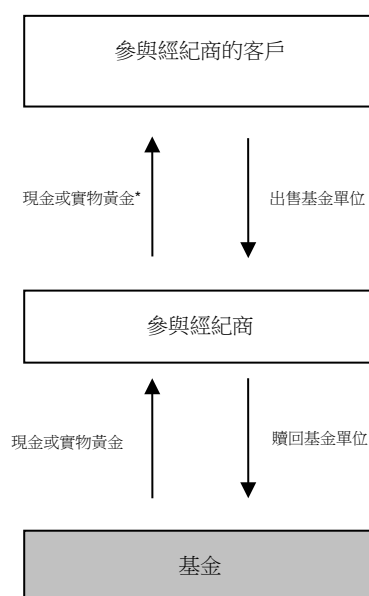 參與經紀商的客戶
現金或實物黃金*
出售基金單位
參與經紀商
現金或實物黃金
贖回基金單位
基金